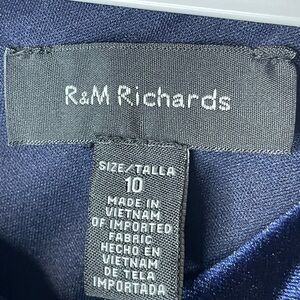 R&M Richards
SIZE/TALLA
10
MADE IN
VIETNAM
OF IMPORTED
FABRIC
HECHO EN
VIETNAM
DE TELA
IMPORTADA